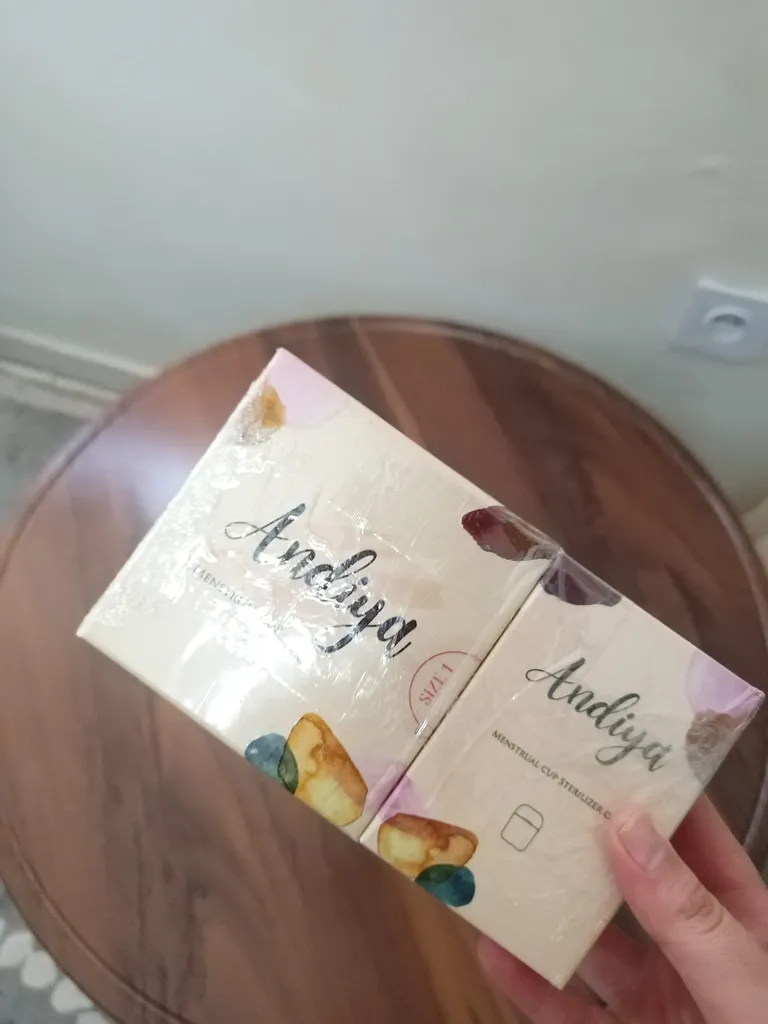 Andiya
SIZE 1
Andiya
MENSTRUAL CUP STERILIZER